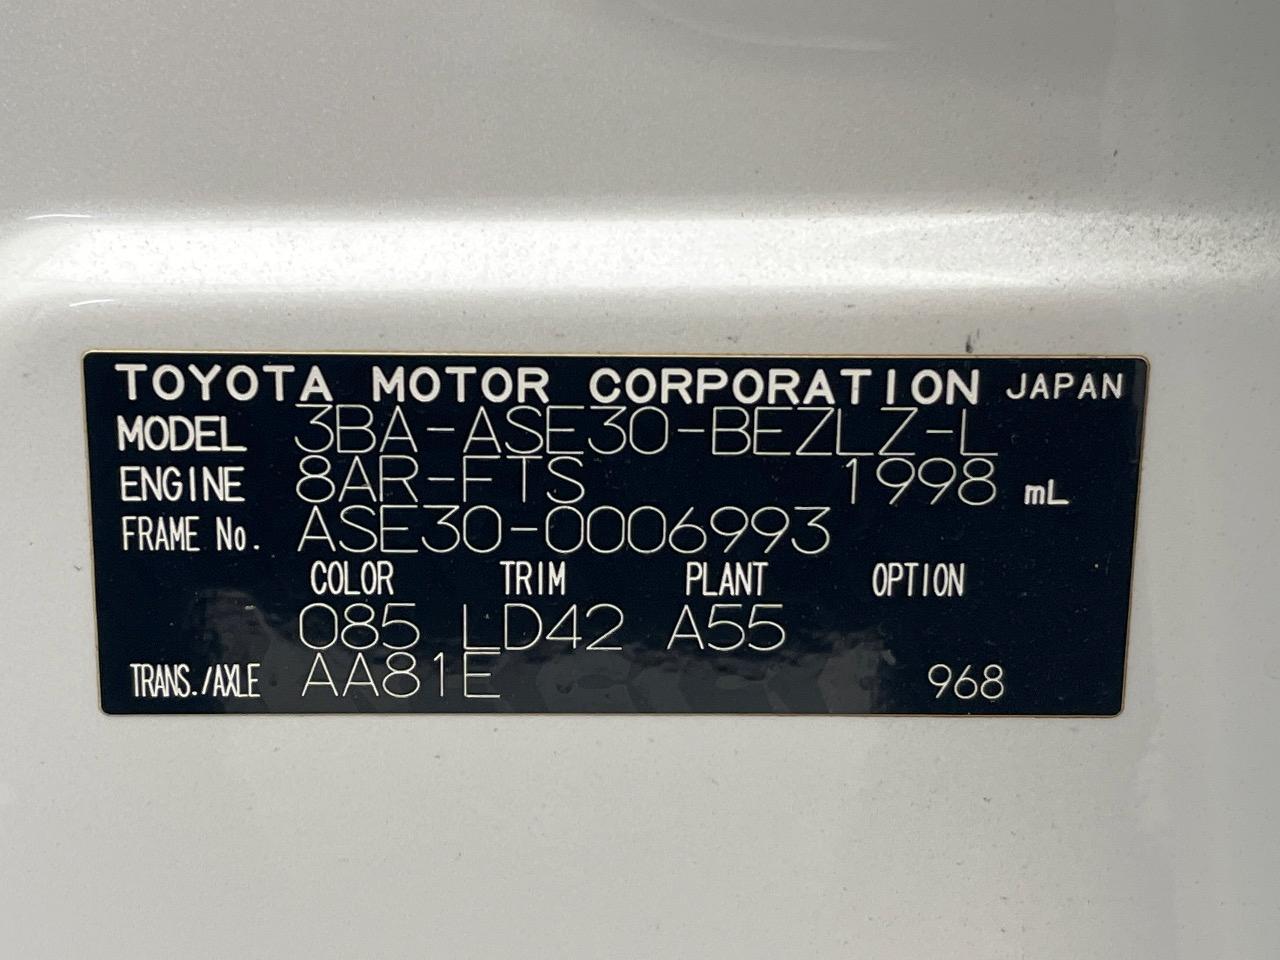 TOYOTA MOTOR CORPORATION JAPAN
MODEL 3BA-ASE30-BEZLZ-L
ENGINE 8AR-FTS 1998 mL
FRAME No. ASE30-0006993
COLOR TRIM PLANT OPTION
085 LD42 A55
TRANS./AXLE AA81E 968